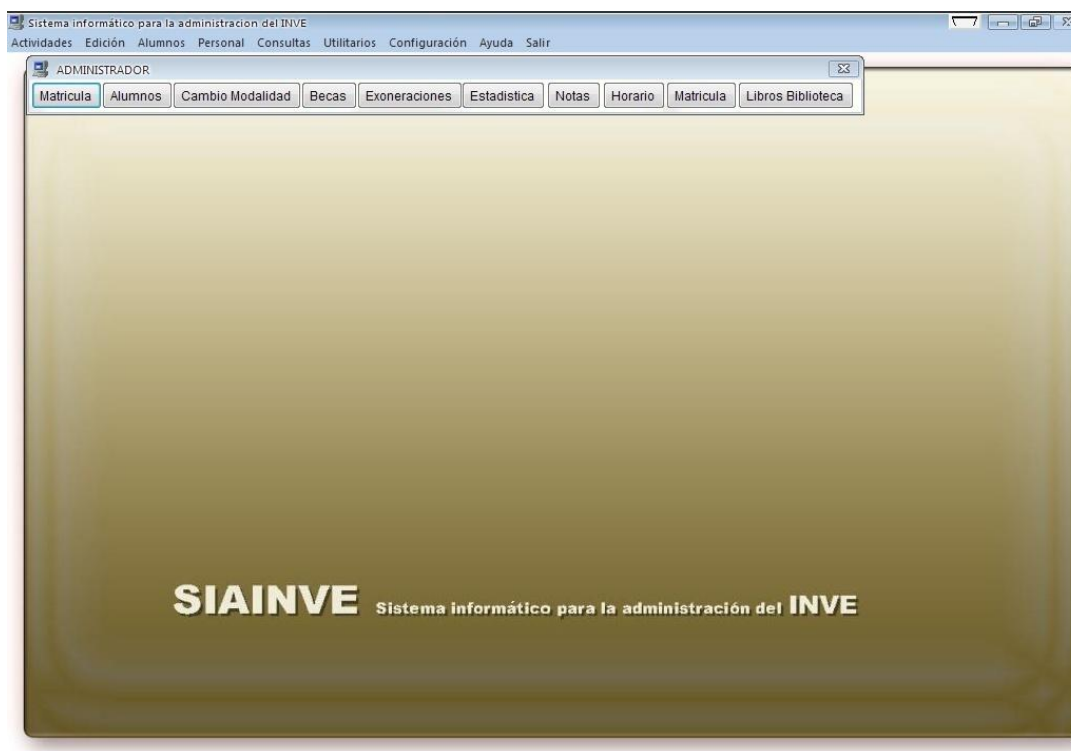 Sistema informático para la administracion del INVE
Actividades Edición Alumnos Personal Consultas Utilitarios Configuración Ayuda Salir
ADMINISTRADOR
Matricula Alumnos Cambio Modalidad Becas Exoneraciones Estadistica Notas Horario Matricula Libros Biblioteca
SIAINVE Sistema informático para la administración del INVE